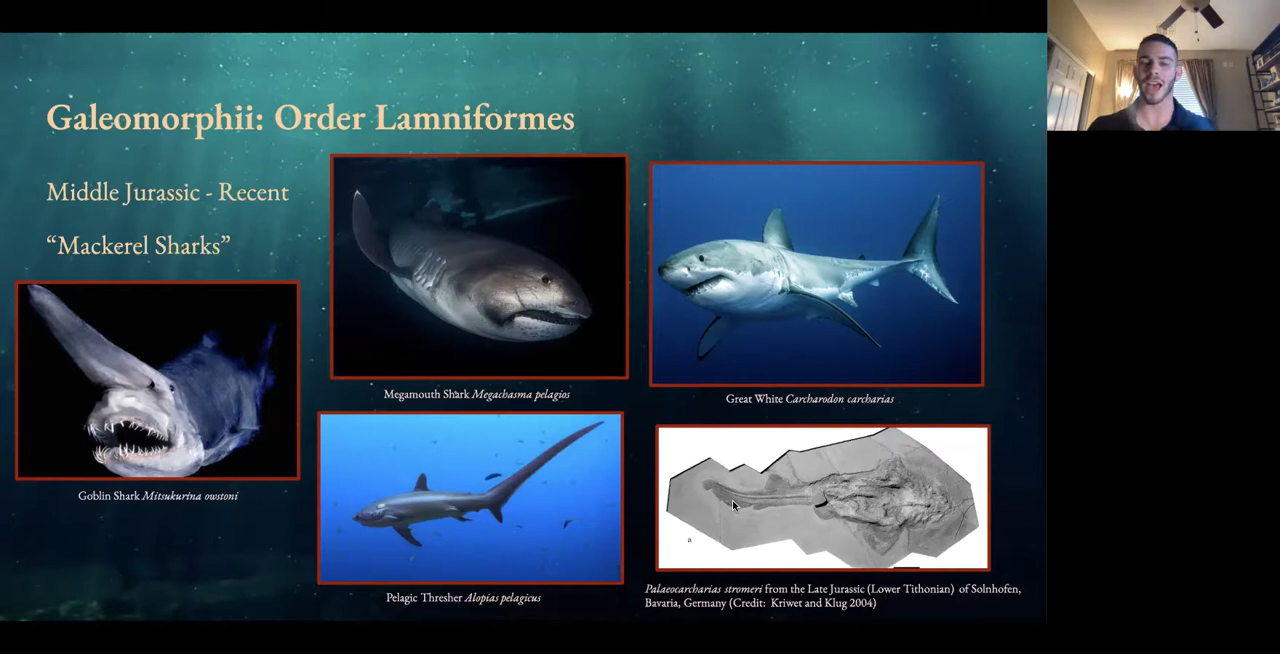 Galeomorphii: Order Lamniformes
Middle Jurassic - Recent
“Mackerel Sharks”
Megamouth Shark Megachasma pelagios
Great White Carcharodon carcharias
Goblin Shark Mitsukurina owstoni
Pelagic Thresher Alopias pelagicus
a
Palaeocarcharias stromeri from the Late Jurassic (Lower Tithonian) of Solnhofen,
Bavaria, Germany (Credit: Kriwet and Klug 2004)